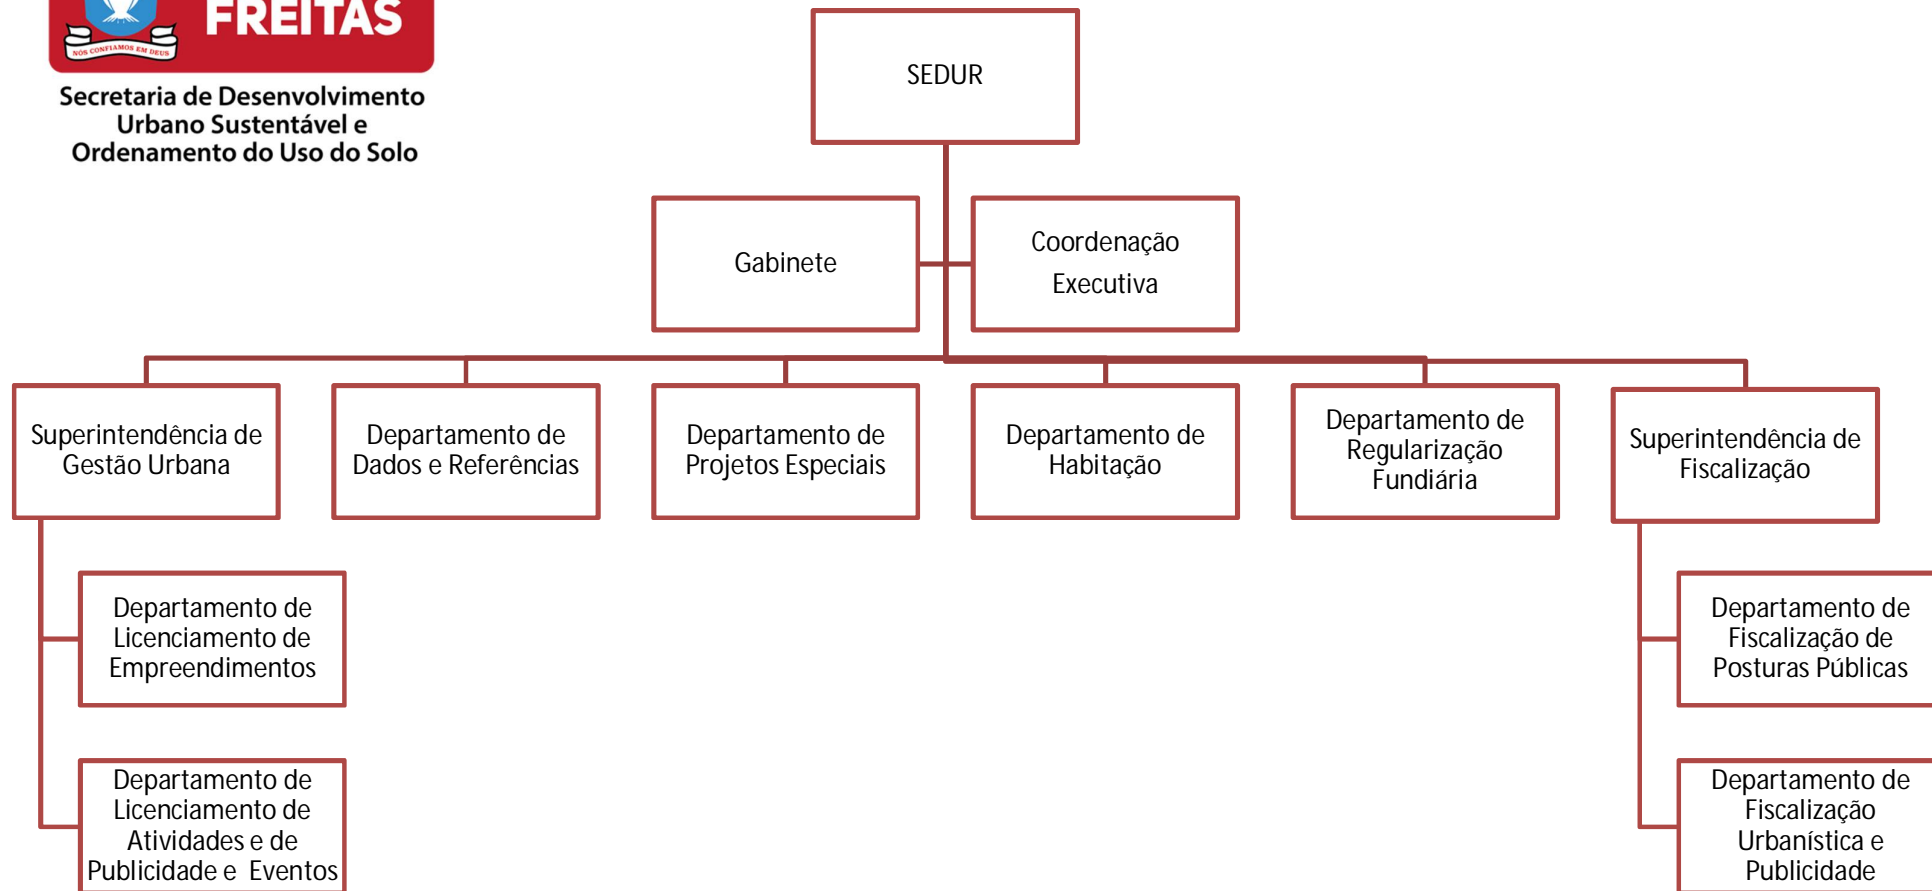 FREITAS
NÓS CONFIAMOS EM DEUS
Secretaria de Desenvolvimento
Urbano Sustentável e
Ordenamento do Uso do Solo
SEDUR
Gabinete
Coordenação
Executiva
Superintendência de
Gestão Urbana
Departamento de
Dados e Referências
Departamento de
Projetos Especiais
Departamento de
Habitação
Departamento de
Regularização
Fundiária
Superintendência de
Fiscalização
Departamento de
Licenciamento de
Empreendimentos
Departamento de
Licenciamento de
Atividades e de
Publicidade e Eventos
Departamento de
Fiscalização de
Posturas Públicas
Departamento de
Fiscalização
Urbanística e
Publicidade